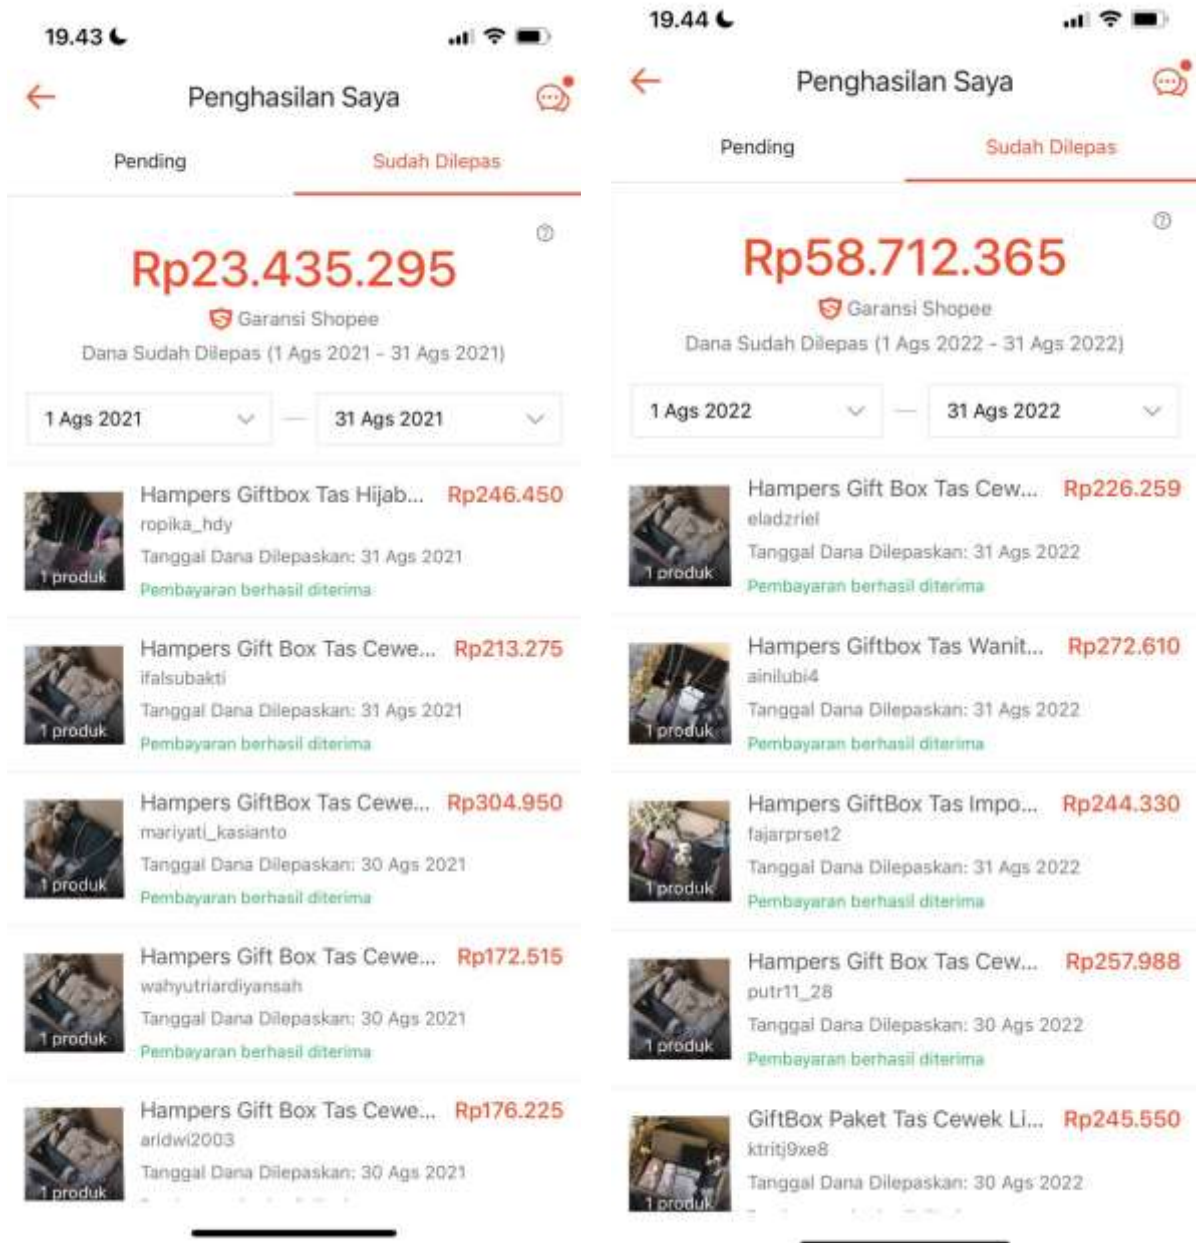 19.43
Penghasilan Saya
Pending
Sudah Dilepas
Rp23.435.295
Garansi Shopee
Dana Sudah Dilepas (1 Ags 2021 - 31 Ags 2021)
1 Ags 2021 — 31 Ags 2021
Hampers Giftbox Tas Hijab... Rp246.450
ropika_hdy
Tanggal Dana Dilepaskan: 31 Ags 2021
1 produk
Pembayaran berhasil diterima
Hampers Gift Box Tas Cewe... Rp213.275
ifalsubakti
Tanggal Dana Dilepaskan: 31 Ags 2021
1 produk
Pembayaran berhasil diterima
Hampers GiftBox Tas Cewe... Rp304.950
mariyati_kasianto
Tanggal Dana Dilepaskan: 30 Ags 2021
1 produk
Pembayaran berhasil diterima
Hampers Gift Box Tas Cewe... Rp172.515
wahyutriardiyansah
Tanggal Dana Dilepaskan: 30 Ags 2021
1 produk
Pembayaran berhasil diterima
Hampers Gift Box Tas Cewe... Rp176.225
aridwi2003
Tanggal Dana Dilepaskan: 30 Ags 2021
1 produk
19.44
Penghasilan Saya
Pending
Sudah Dilepas
Rp58.712.365
Garansi Shopee
Dana Sudah Dilepas (1 Ags 2022 - 31 Ags 2022)
1 Ags 2022 — 31 Ags 2022
Hampers Gift Box Tas Cew... Rp226.259
eladzriel
Tanggal Dana Dilepaskan: 31 Ags 2022
1 produk
Pembayaran berhasil diterima
Hampers Giftbox Tas Wanit... Rp272.610
ainilubi4
Tanggal Dana Dilepaskan: 31 Ags 2022
1 produk
Pembayaran berhasil diterima
Hampers GiftBox Tas Impo... Rp244.330
fajarprset2
Tanggal Dana Dilepaskan: 31 Ags 2022
1 produk
Pembayaran berhasil diterima
Hampers Gift Box Tas Cew... Rp257.988
putr11_28
Tanggal Dana Dilepaskan: 30 Ags 2022
1 produk
Pembayaran berhasil diterima
GiftBox Paket Tas Cewek Li... Rp245.550
ktritj9xe8
Tanggal Dana Dilepaskan: 30 Ags 2022
1 produk